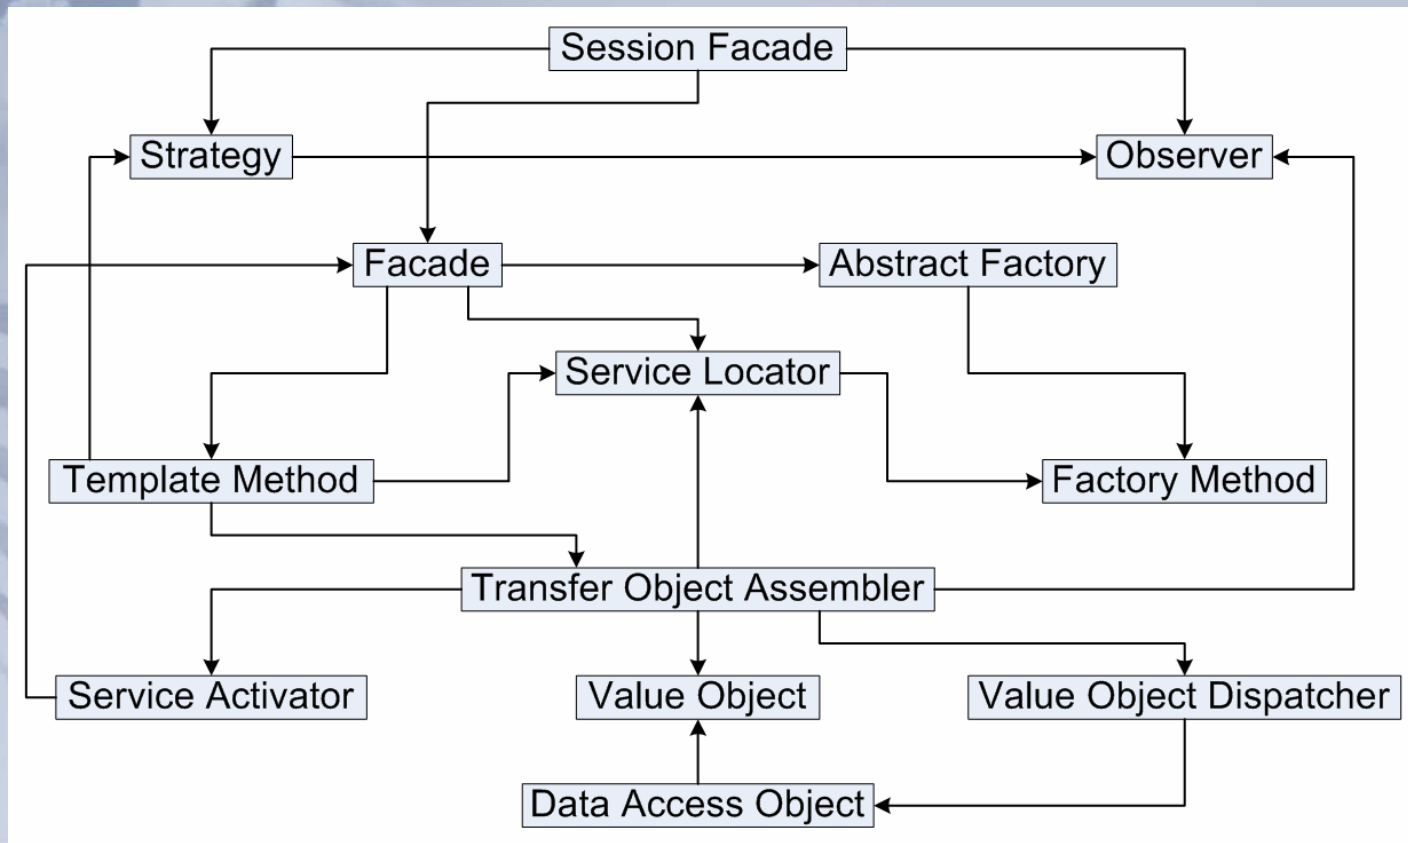 Session Facade
Strategy
Observer
Facade
Abstract Factory
Service Locator
Template Method
Factory Method
Transfer Object Assembler
Service Activator
Value Object
Value Object Dispatcher
Data Access Object